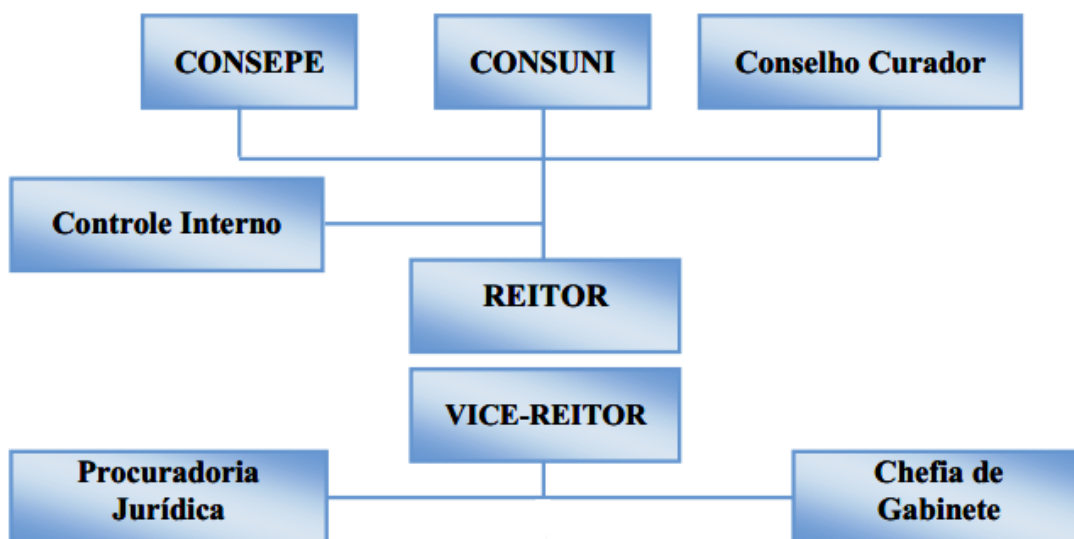 CONSEPE
CONSUNI
Conselho Curador
Controle Interno
REITOR
VICE-REITOR
Procuradoria
Jurídica
Chefia de
Gabinete